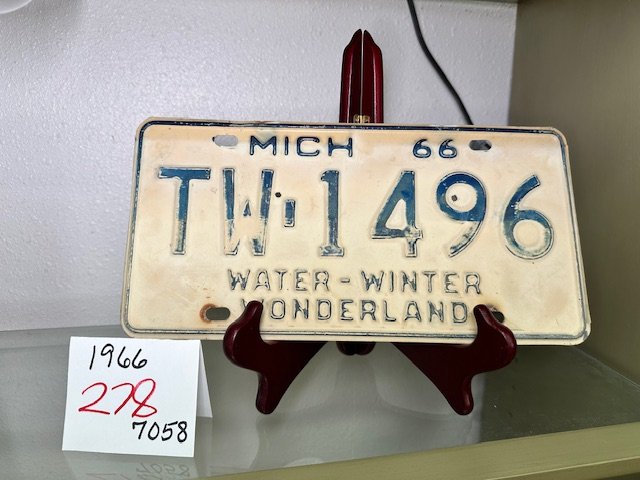 MICH 66
TW·1496
WATER-WINTER
WONDERLAND
1966
278
7058